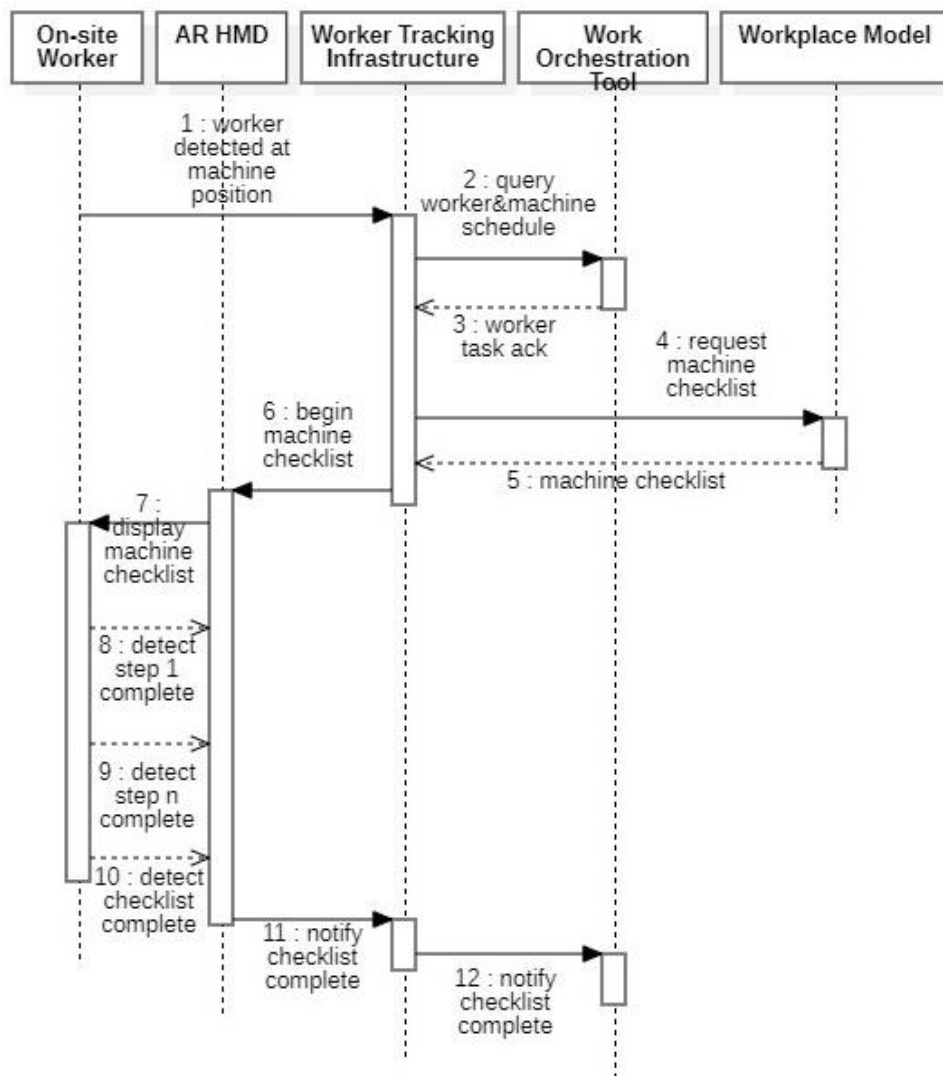 On-site
Worker
AR HMD
Worker Tracking
Infrastructure
Work
Orchestration
Tool
Workplace Model
1 : worker
detected at
machine
position
2 : query
worker&machine
schedule
3 : worker
task ack
4 : request
machine
checklist
5 : machine checklist
6 : begin
machine
checklist
7 :
display
machine
checklist
8 : detect
step 1
complete
9 : detect
step n
complete
10 : detect
checklist
complete
11 : notify
checklist
complete
12 : notify
checklist
complete